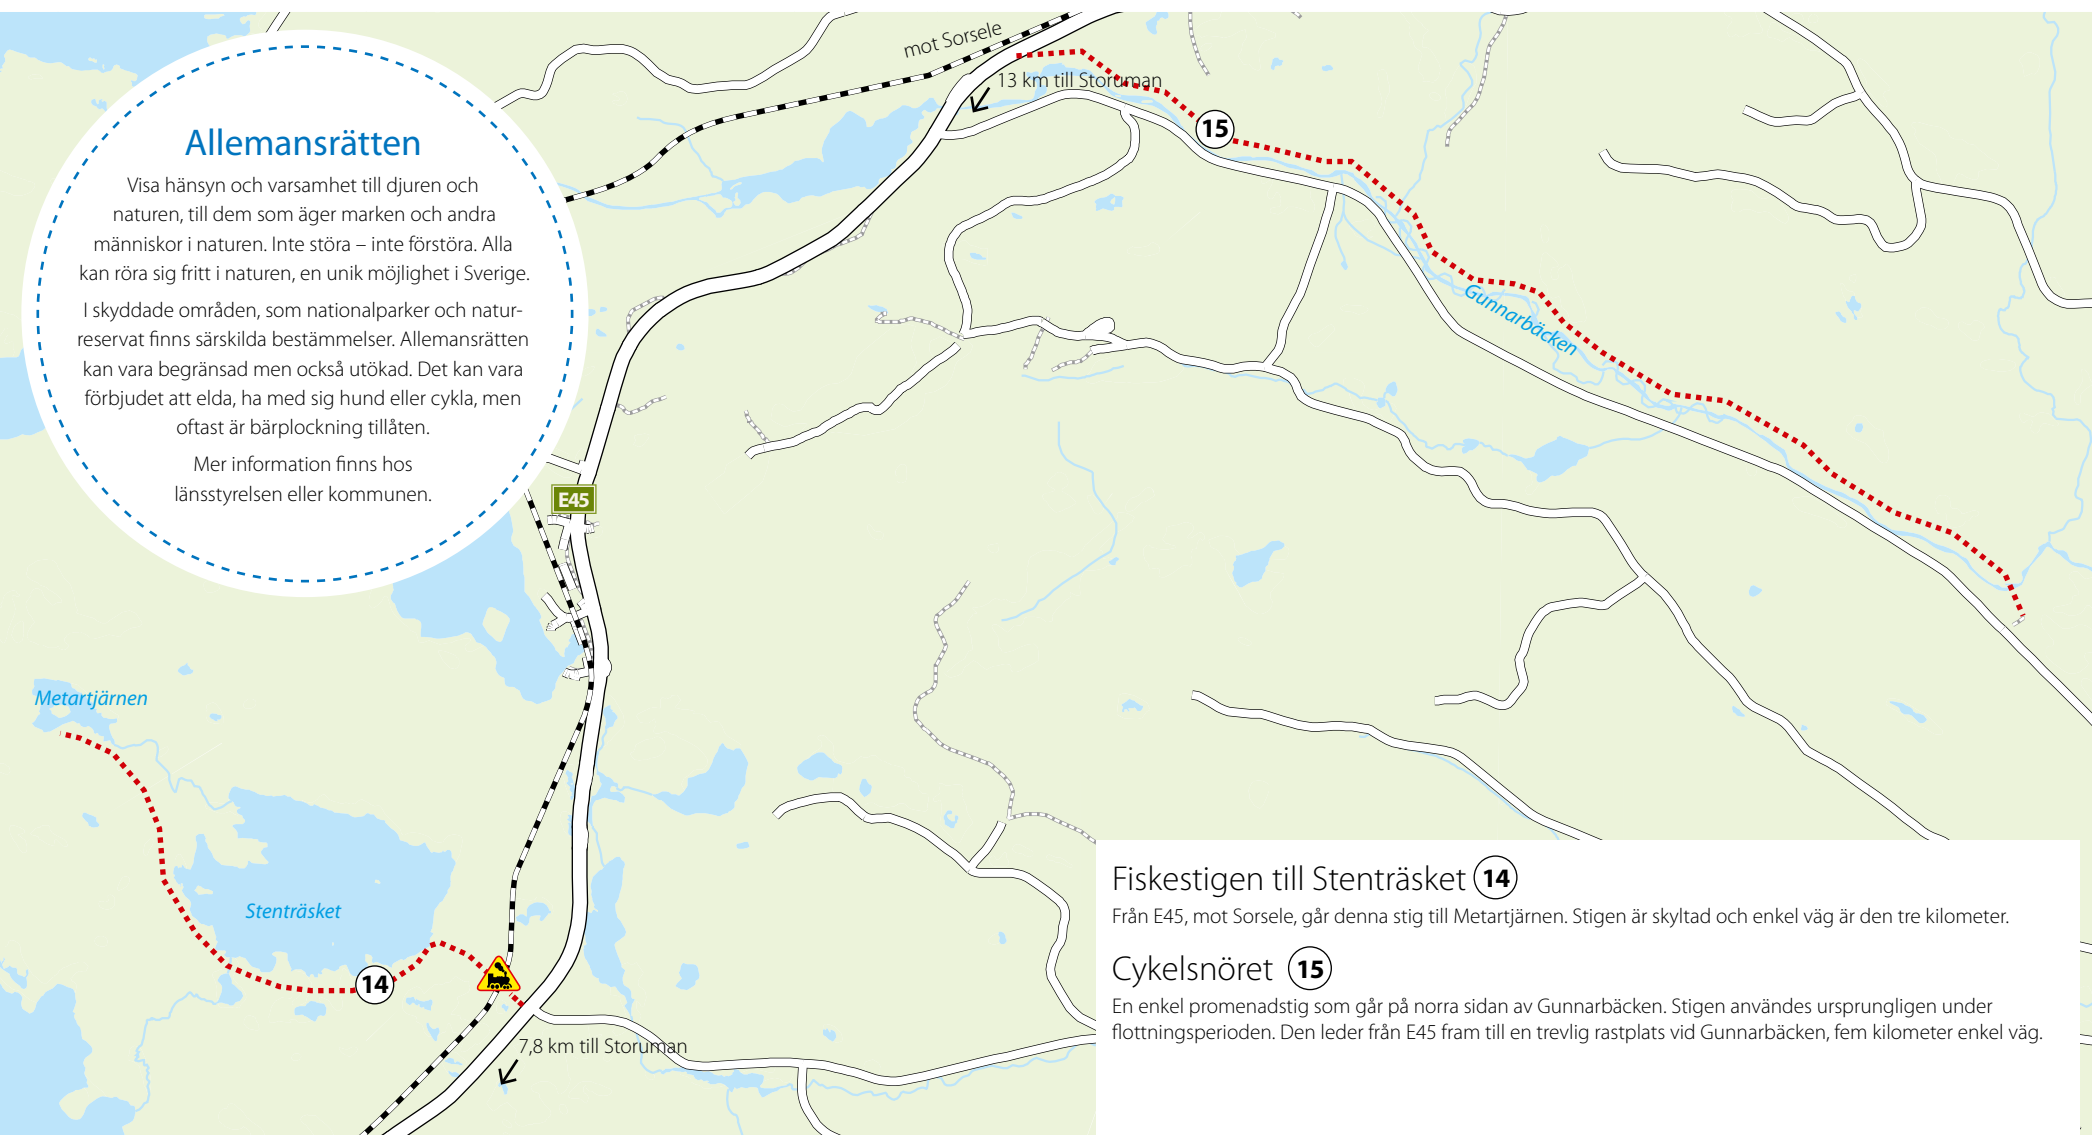 mot Sorsele
13 km till Storuman
15
Allemansrätten
Visa hänsyn och varsamhet till djuren och
naturen, till dem som äger marken och andra
människor i naturen. Inte störa – inte förstöra. Alla
kan röra sig fritt i naturen, en unik möjlighet i Sverige.
I skyddade områden, som nationalparker och natur-
reservat finns särskilda bestämmelser. Allemansrätten
kan vara begränsad men också utökad. Det kan vara
förbjudet att elda, ha med sig hund eller cykla, men
oftast är bärplockning tillåten.
Mer information finns hos
länsstyrelsen eller kommunen.
Gunnarbäcken
E45
Metartjärnen
Stenträsket
14
7,8 km till Storuman
Fiskestigen till Stenträsket 14
Från E45, mot Sorsele, går denna stig till Metartjärnen. Stigen är skyltad och enkel väg är den tre kilometer.
Cykelsnöret 15
En enkel promenadstig som går på norra sidan av Gunnarbäcken. Stigen användes ursprungligen under
flottningsperioden. Den leder från E45 fram till en trevlig rastplats vid Gunnarbäcken, fem kilometer enkel väg.